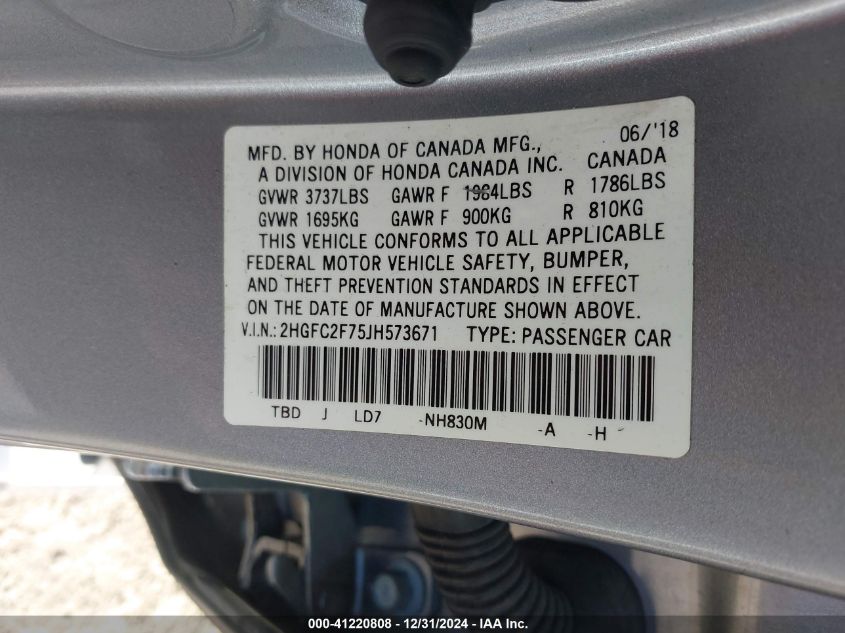 06/'18
MFD. BY HONDA OF CANADA MFG.,
A DIVISION OF HONDA CANADA INC. CANADA
GVWR 3737LBS GAWR F 1984LBS R 1786LBS
GVWR 1695KG GAWR F 900KG R 810KG
THIS VEHICLE CONFORMS TO ALL APPLICABLE
FEDERAL MOTOR VEHICLE SAFETY, BUMPER,
AND THEFT PREVENTION STANDARDS IN EFFECT
ON THE DATE OF MANUFACTURE SHOWN ABOVE.
V.I.N.: 2HGFC2F75JH573671 TYPE: PASSENGER CAR
TBD J LD7 -NH830M -A -H
000-41220808 - 12/31/2024 - IAA Inc.